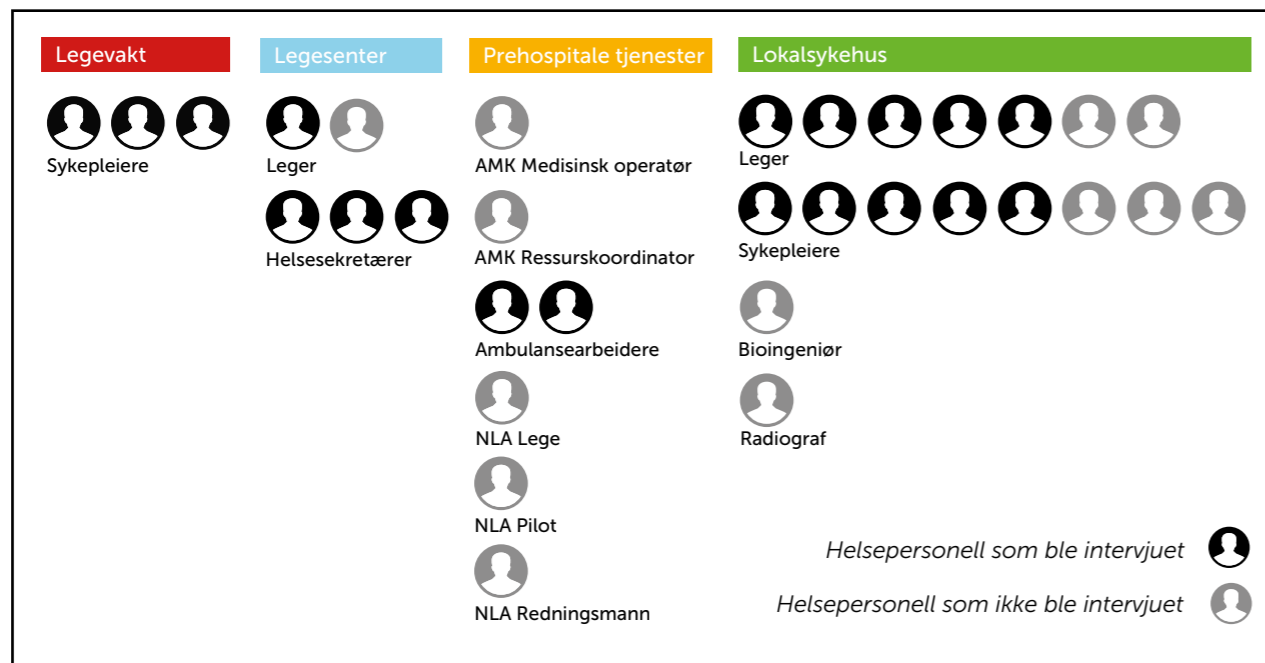 Legevakt
Sykepleiere
Legesenter
Leger
Helsesekretærer
Prehospitale tjenester
AMK Medisinsk operatør
AMK Ressurskoordinator
Ambulansearbeidere
NLA Lege
NLA Pilot
NLA Redningsmann
Lokalsykehus
Leger
Sykepleiere
Bioingeniør
Radiograf
Helsepersonell som ble intervjuet
Helsepersonell som ikke ble intervjuet